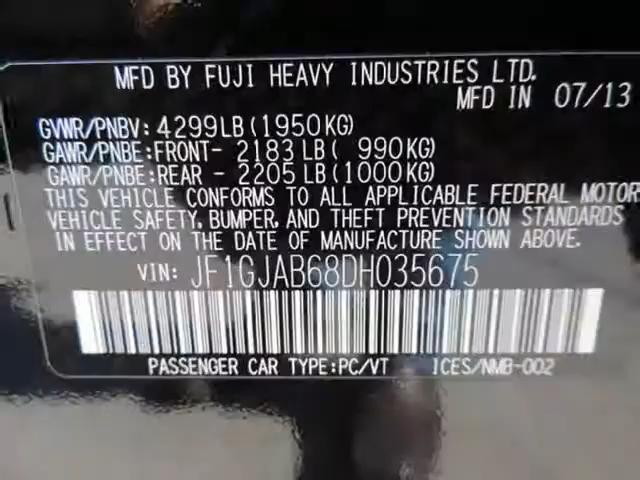 MFD BY FUJI HEAVY INDUSTRIES LTD.
MFD IN 07/13
GVWR/PNBV: 4299LB(1950KG)
GAWR/PNBE:FRONT- 2183 LB( 990KG)
GAWR/PNBE:REAR - 2205 LB(1000KG)
THIS VEHICLE CONFORMS TO ALL APPLICABLE FEDERAL MOTOR
VEHICLE SAFETY, BUMPER, AND THEFT PREVENTION STANDARDS
IN EFFECT ON THE DATE OF MANUFACTURE SHOWN ABOVE.
VIN: JF1GJAB68DH035675
PASSENGER CAR TYPE:PC/VT ICES/NMB-002